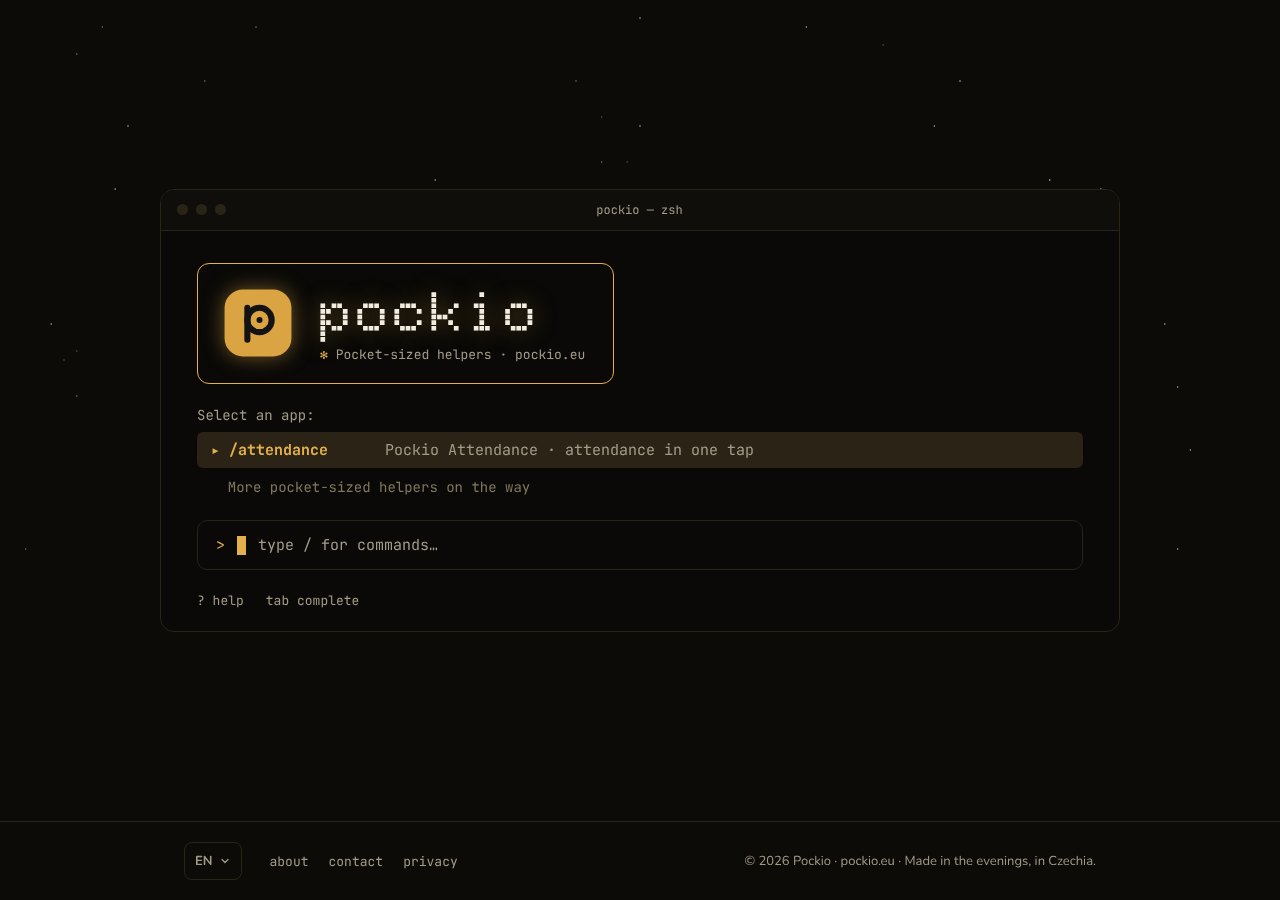 pockio — zsh
p pockio
✻ Pocket-sized helpers · pockio.eu
Select an app:
▸ /attendance Pockio Attendance · attendance in one tap
More pocket-sized helpers on the way
> type / for commands…
? help tab complete
EN about contact privacy © 2026 Pockio · pockio.eu · Made in the evenings, in Czechia.